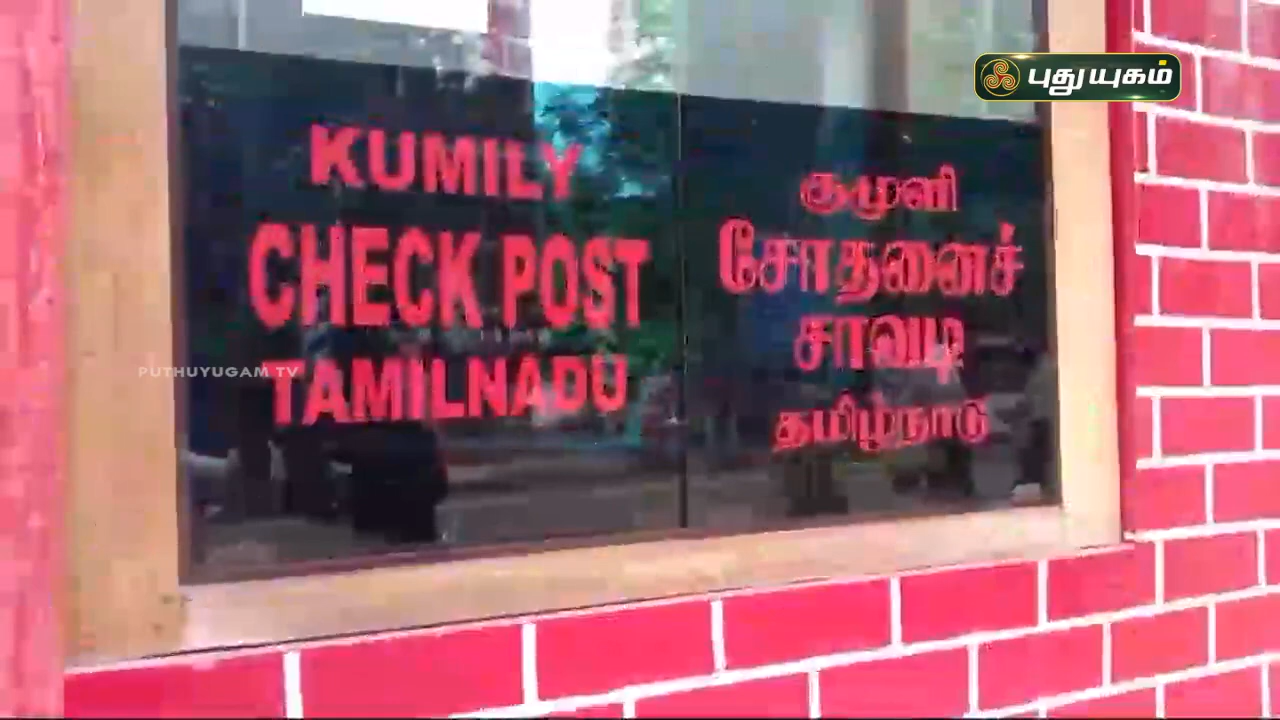 புதுயுகம்
KUMILY
CHECK POST
TAMILNADU
குமுளி
சோதனைச்
சாவடி
தமிழ்நாடு
PUTHUYUGAM TV